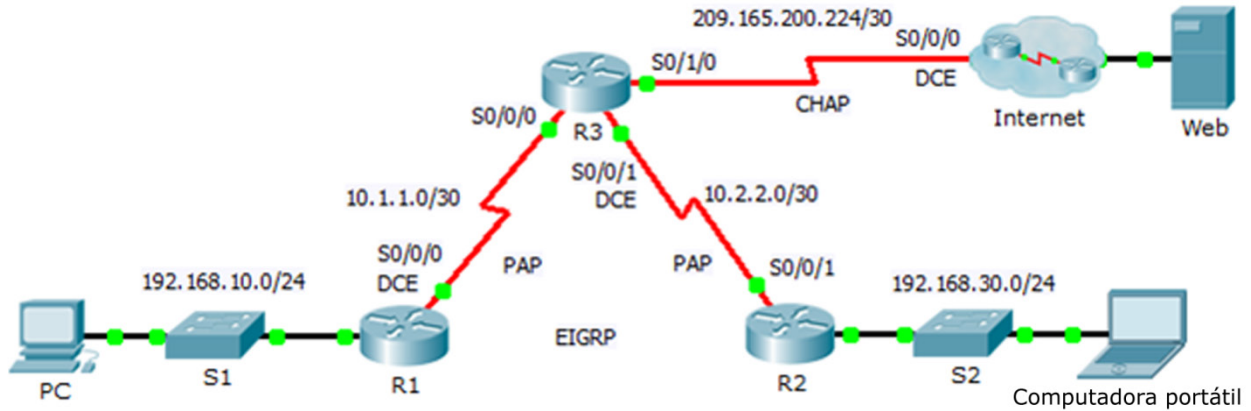 209.165.200.224/30
S0/0/0
DCE
S0/1/0
CHAP
Internet
Web
S0/0/0
R3
S0/0/1
DCE
10.1.1.0/30
10.2.2.0/30
S0/0/0
DCE
PAP
PAP
S0/0/1
192.168.10.0/24
192.168.30.0/24
EIGRP
PC
S1
R1
R2
S2
Computadora portátil